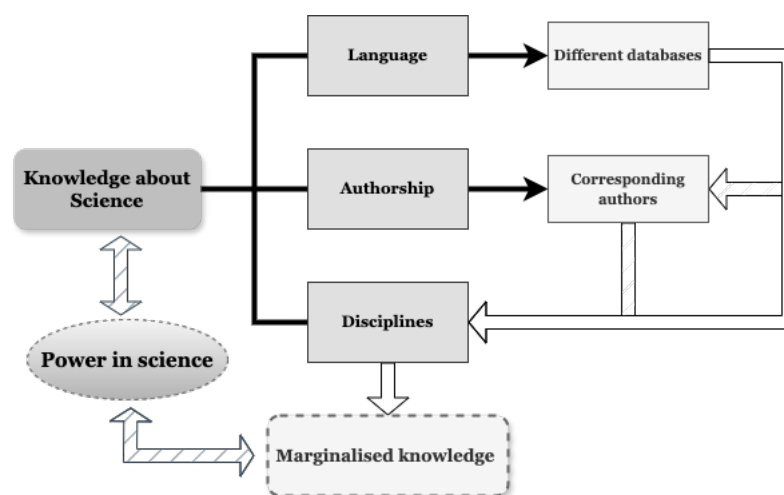 Language
Different databases
Knowledge about
Science
Authorship
Corresponding
authors
Disciplines
Power in science
Marginalised knowledge